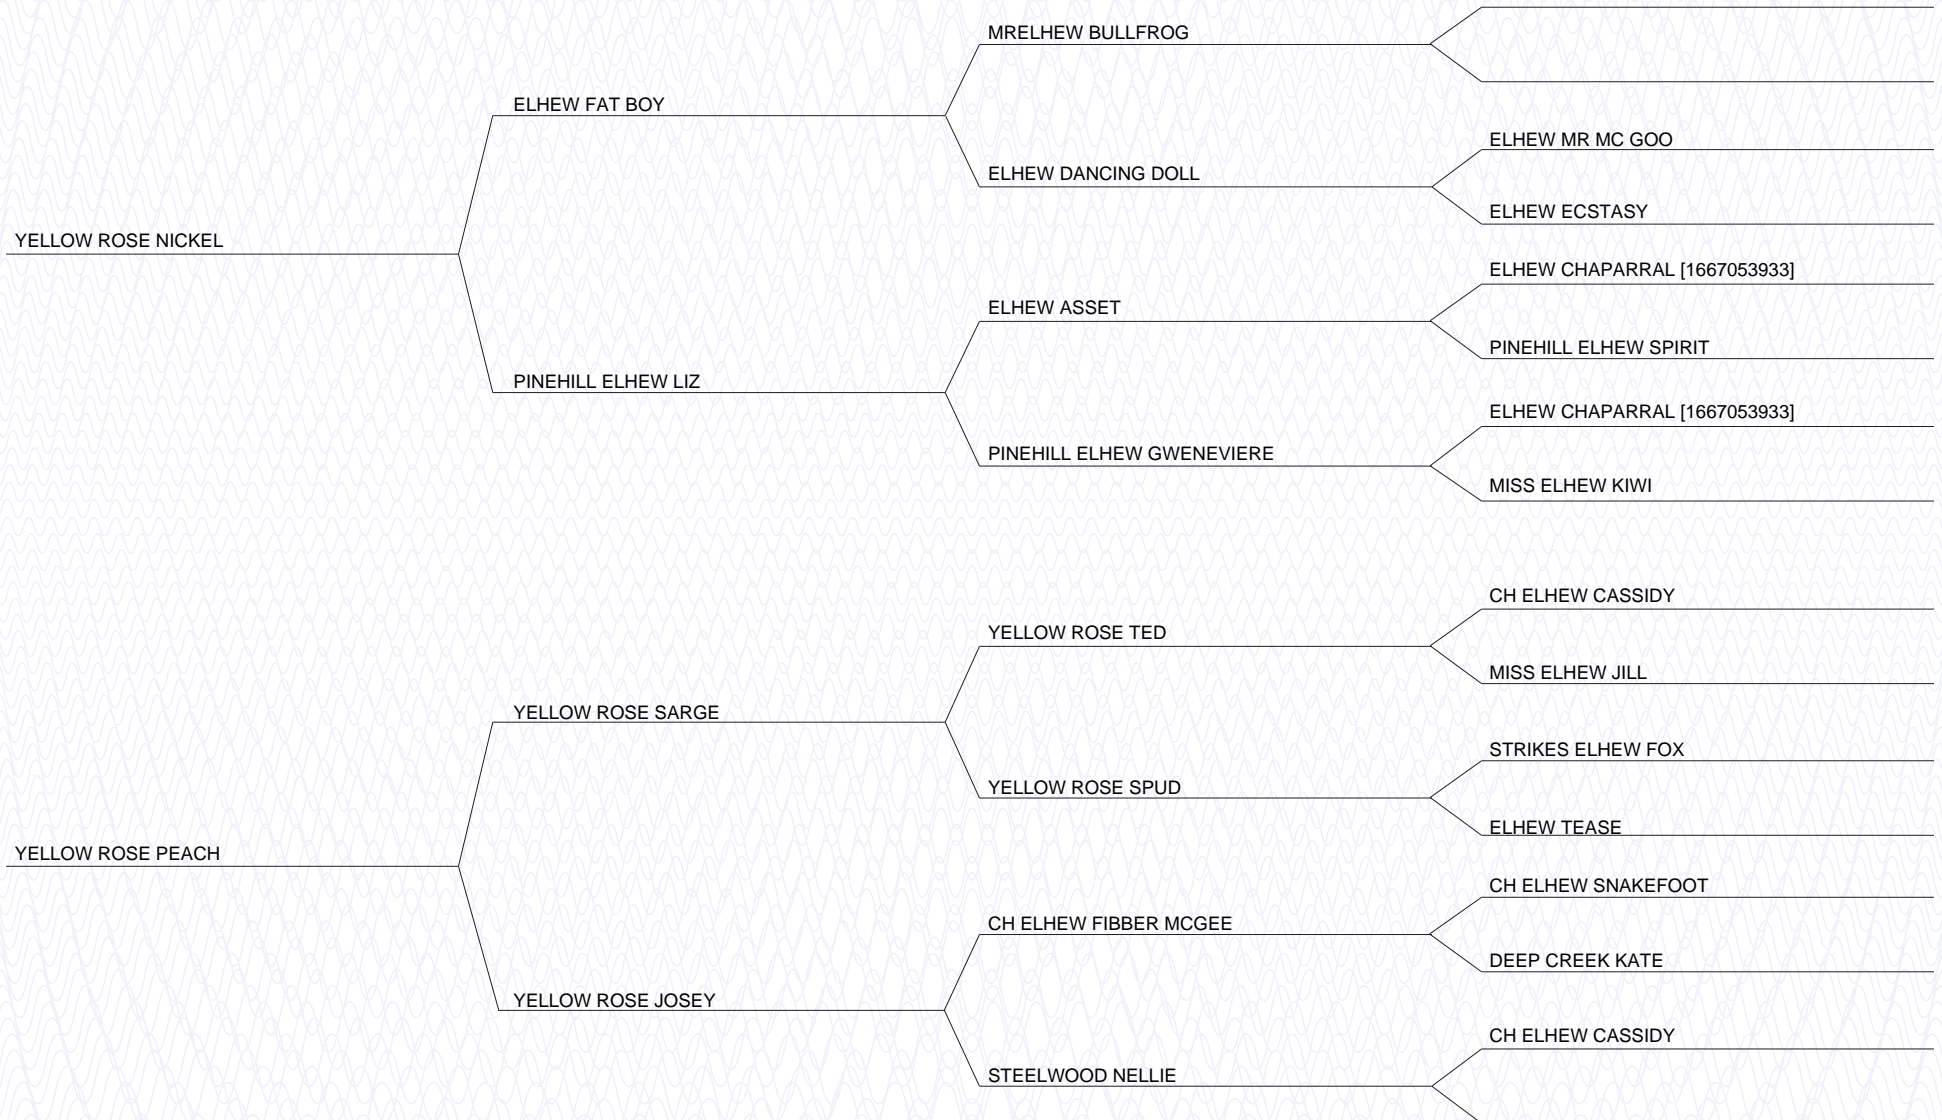 MRELHEW BULLFROG
ELHEW FAT BOY
ELHEW MR MC GOO
ELHEW DANCING DOLL
ELHEW ECSTASY
YELLOW ROSE NICKEL
ELHEW CHAPARRAL [1667053933]
ELHEW ASSET
PINEHILL ELHEW SPIRIT
PINEHILL ELHEW LIZ
ELHEW CHAPARRAL [1667053933]
PINEHILL ELHEW GWENEVIERE
MISS ELHEW KIWI
CH ELHEW CASSIDY
YELLOW ROSE TED
MISS ELHEW JILL
YELLOW ROSE SARGE
STRIKES ELHEW FOX
YELLOW ROSE SPUD
ELHEW TEASE
YELLOW ROSE PEACH
CH ELHEW SNAKEFOOT
CH ELHEW FIBBER MCGEE
DEEP CREEK KATE
YELLOW ROSE JOSEY
CH ELHEW CASSIDY
STEELWOOD NELLIE